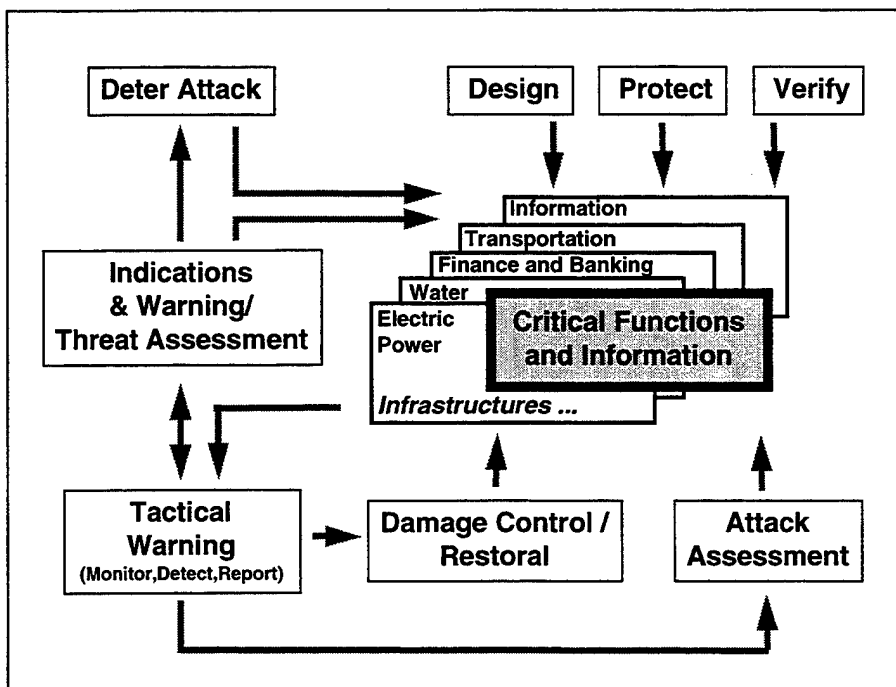 Deter Attack
Design
Protect
Verify
Information
Transportation
Finance and Banking
Water
Electric
Power
Infrastructures ...
Critical Functions
and Information
Indications
& Warning/
Threat Assessment
Tactical
Warning
(Monitor,Detect,Report)
Damage Control /
Restoral
Attack
Assessment